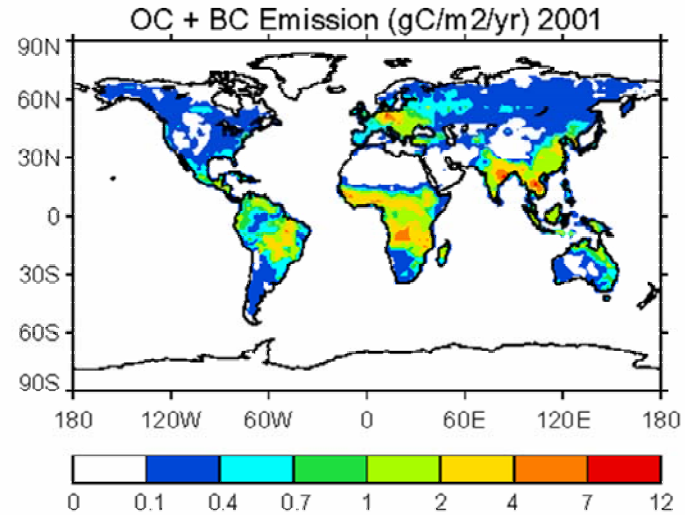 OC + BC Emission (gC/m2/yr) 2001
90N
60N
30N
0
30S
60S
90S
180 120W 60W 0 60E 120E 180
0 0.1 0.4 0.7 1 2 4 7 12